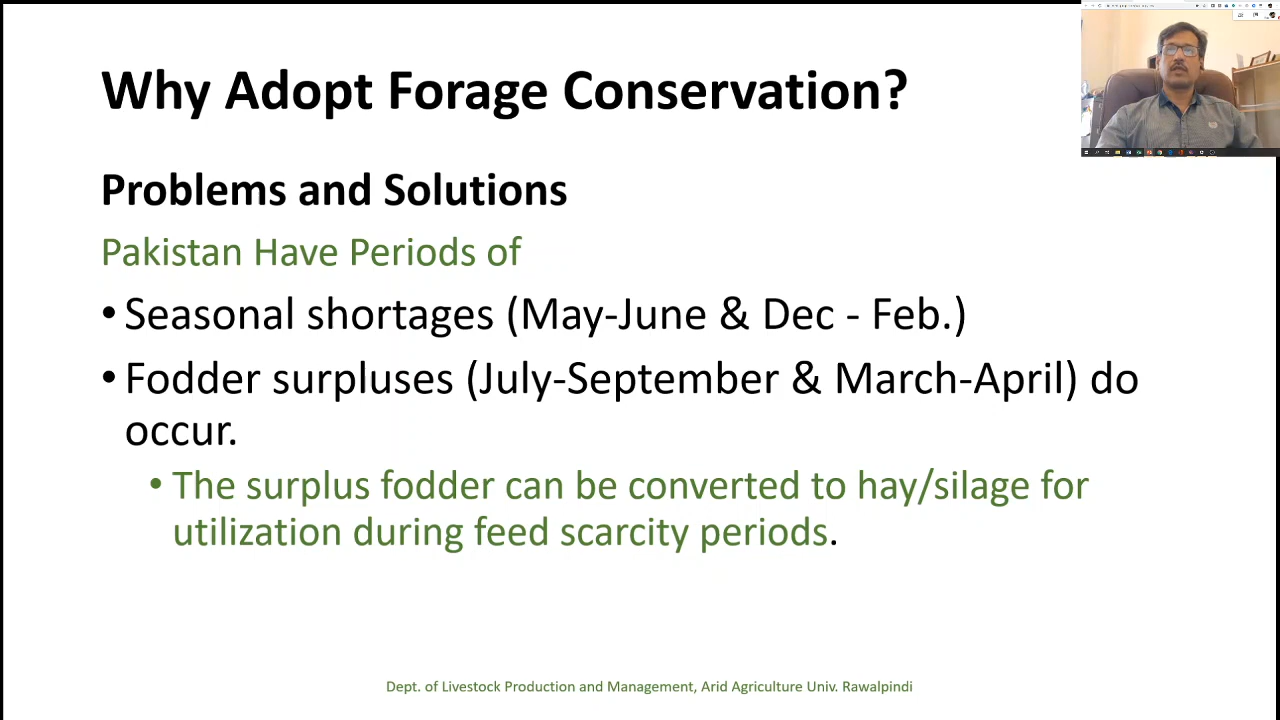 Why Adopt Forage Conservation?
Problems and Solutions
Pakistan Have Periods of
• Seasonal shortages (May-June & Dec - Feb.)
• Fodder surpluses (July-September & March-April) do
occur.
• The surplus fodder can be converted to hay/silage for
utilization during feed scarcity periods.
Dept. of Livestock Production and Management, Arid Agriculture Univ. Rawalpindi